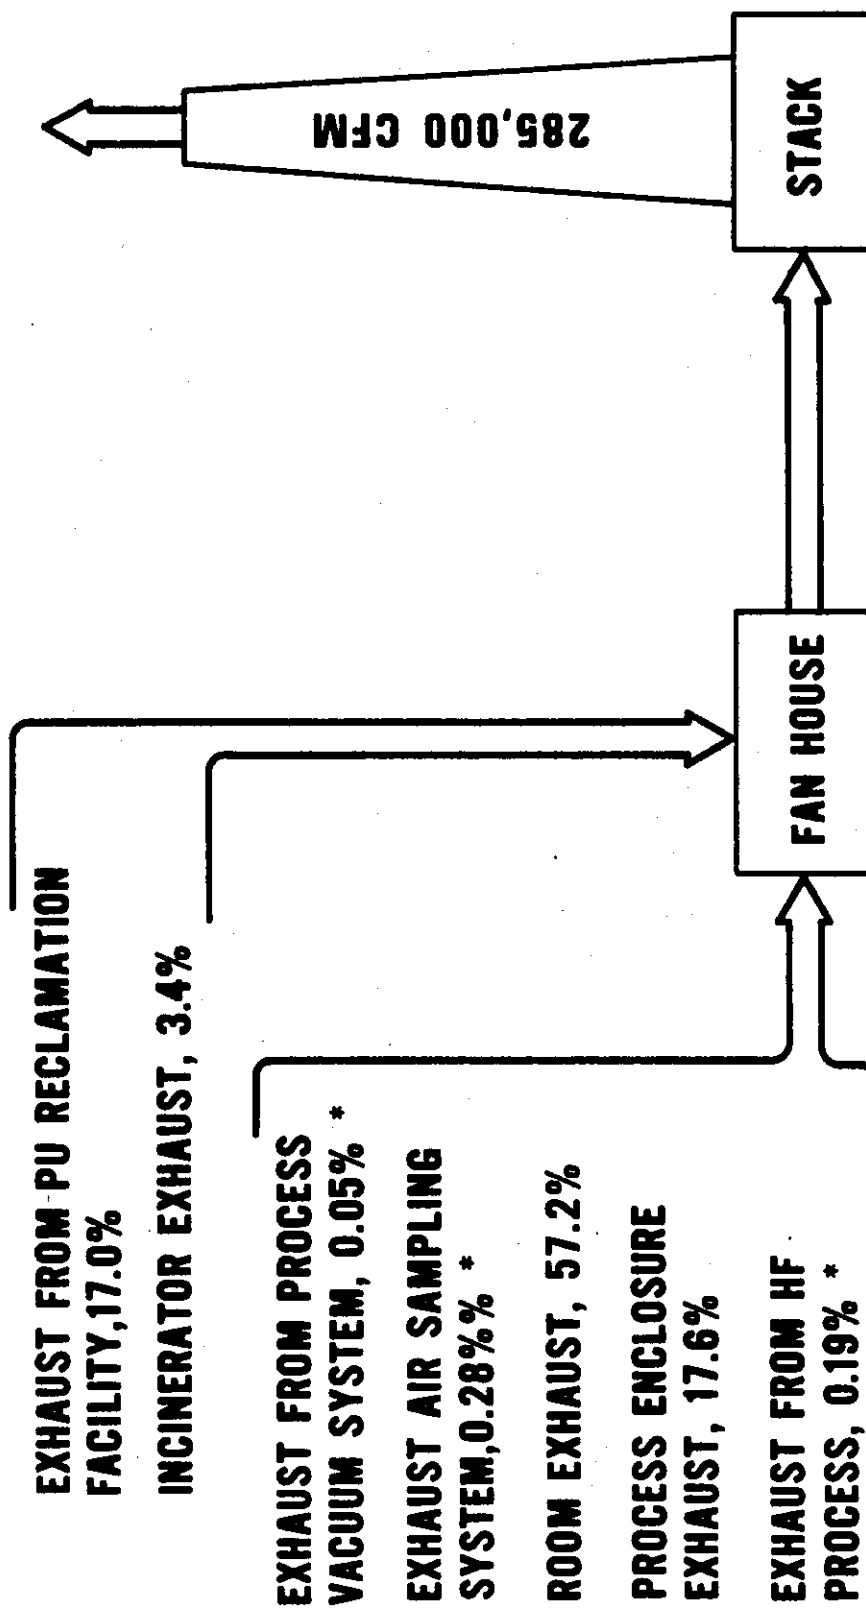 EXHAUST FROM PU RECLAMATION
FACILITY,17.0%
INCINERATOR EXHAUST, 3.4%
EXHAUST FROM PROCESS
VACUUM SYSTEM, 0.05% *
EXHAUST AIR SAMPLING
SYSTEM,0.28%% *
ROOM EXHAUST, 57.2%
PROCESS ENCLOSURE
EXHAUST, 17.6%
EXHAUST FROM HF
PROCESS, 0.19% *
FAN HOUSE
STACK
285,000 CFM